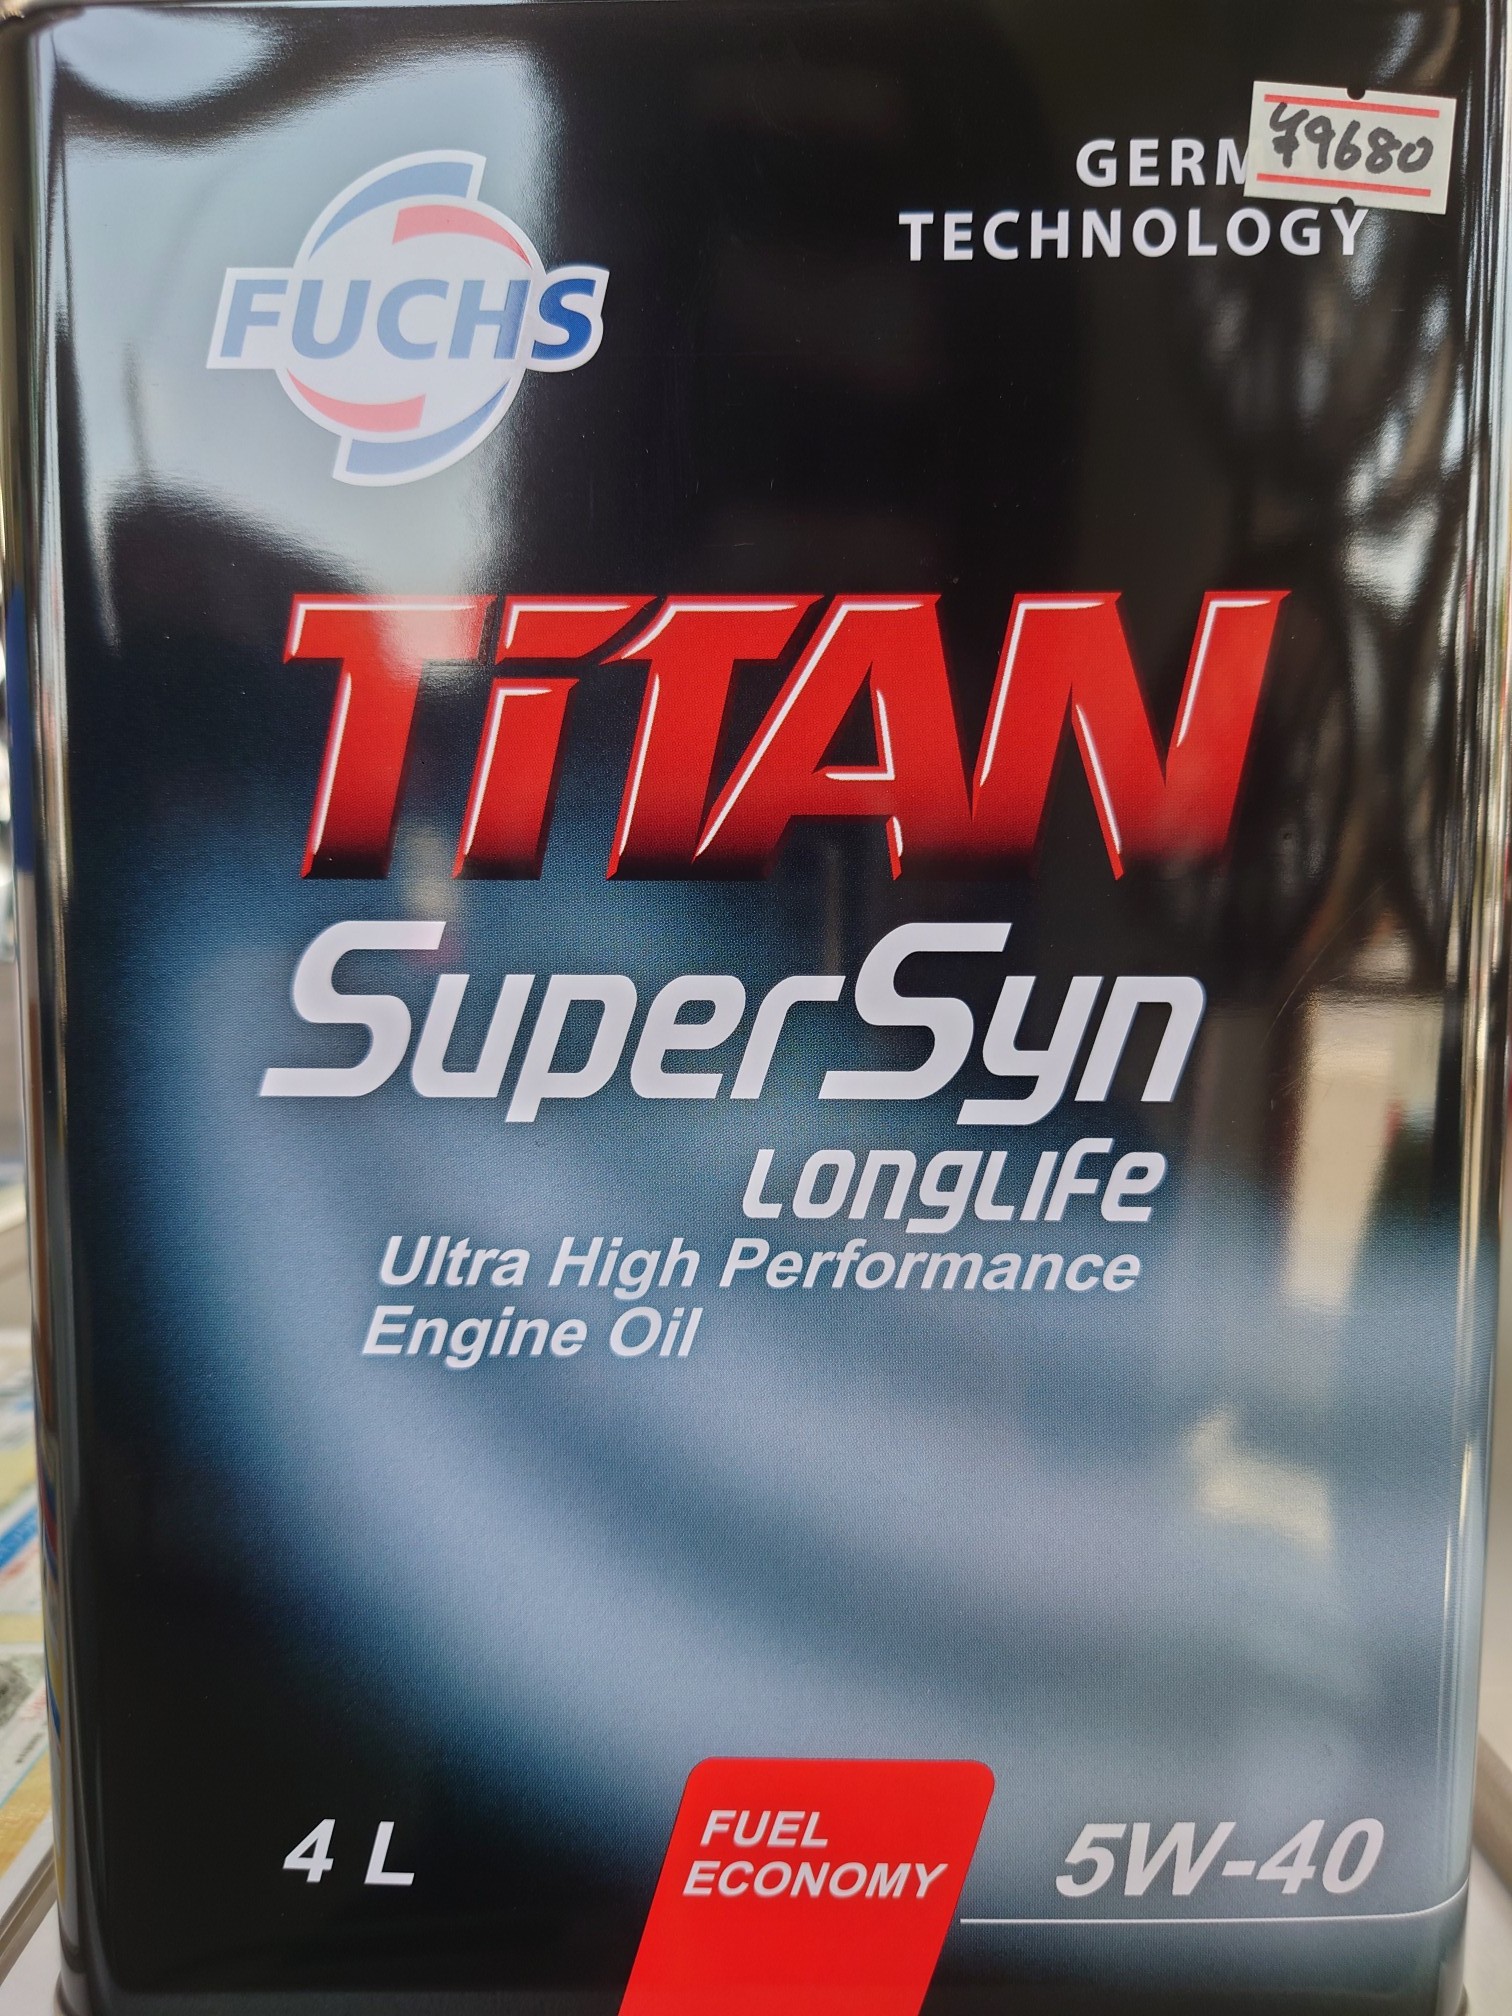 FUCHS
GERM
TECHNOLOGY
¥9680
TiTAN
SuperSyn
LongLife
Ultra High Performance
Engine Oil
4 L
FUEL
ECONOMY
5W-40